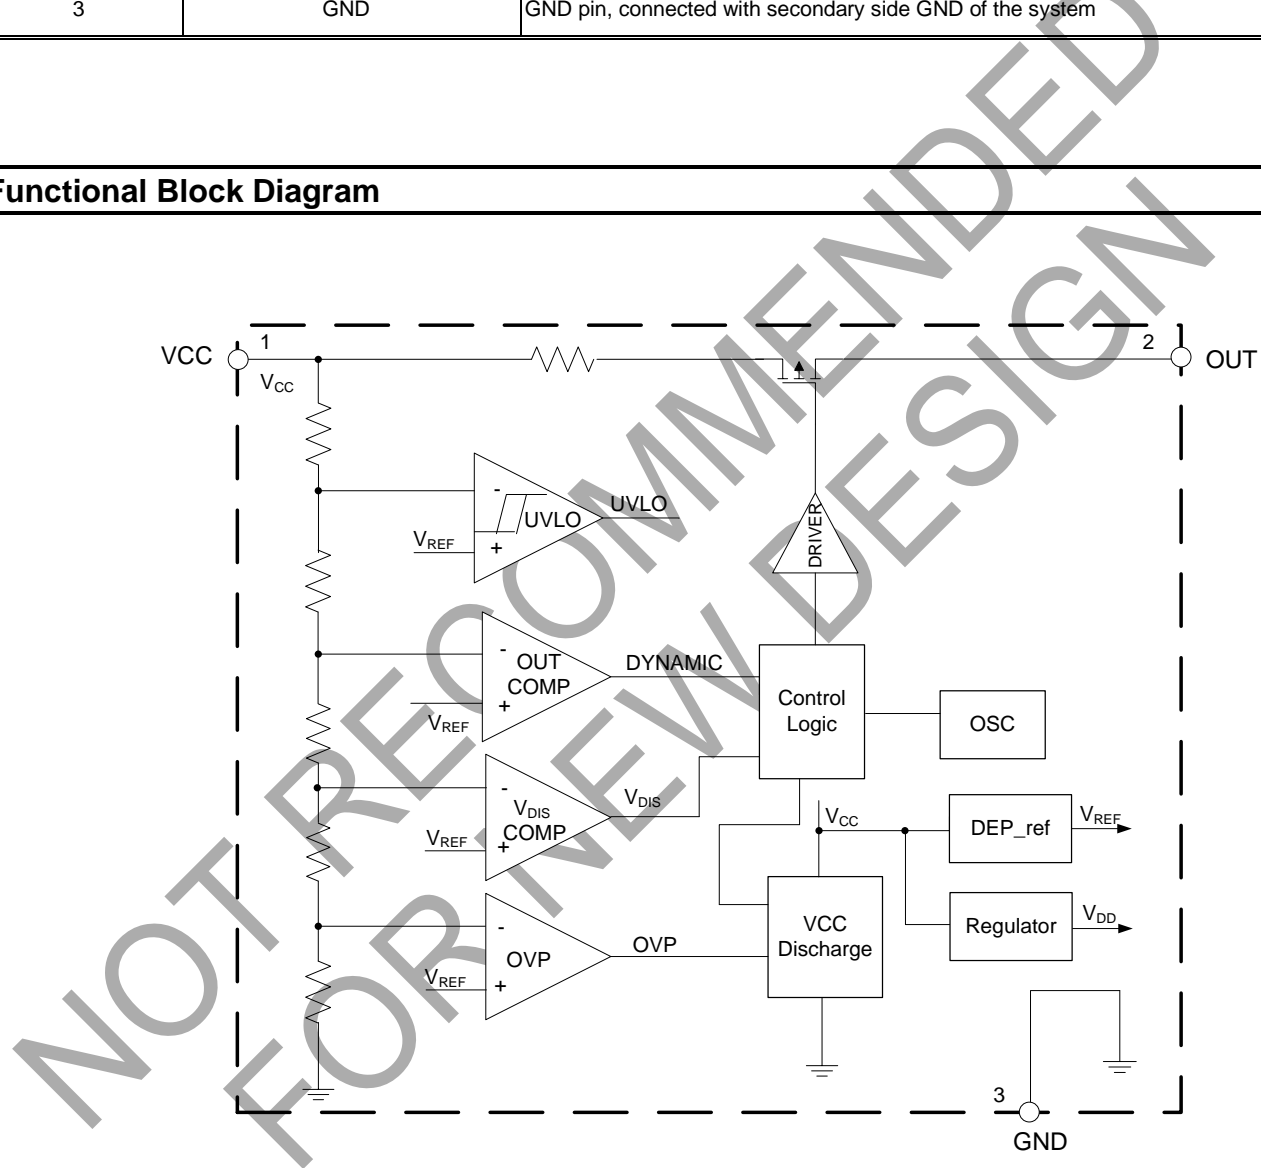 3 GND GND pin, connected with secondary side GND of the system
Functional Block Diagram
1
2
VCC
OUT
VCC
-
UVLO
UVLO
VREF
+
DRIVER
-
OUT
COMP
DYNAMIC
+
VREF
Control
Logic
OSC
-
VDIS
COMP
VDIS
VREF
+
VCC
DEP_ref
VREF
-
OVP
OVP
VREF
+
VCC
Discharge
Regulator
VDD
3
GND
NOT RECOMMENDED
FOR NEW DESIGN